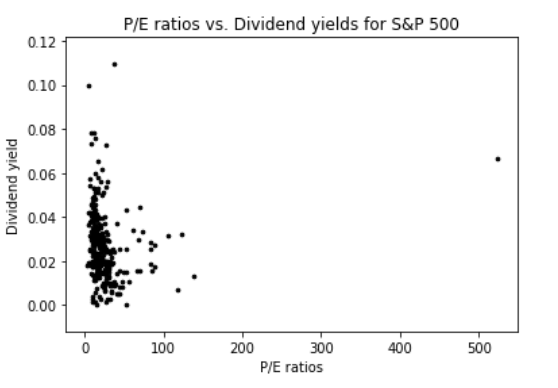 P/E ratios vs. Dividend yields for S&P 500
0.12
0.10
0.08
0.06
0.04
0.02
0.00
Dividend yield
0 100 200 300 400 500
P/E ratios